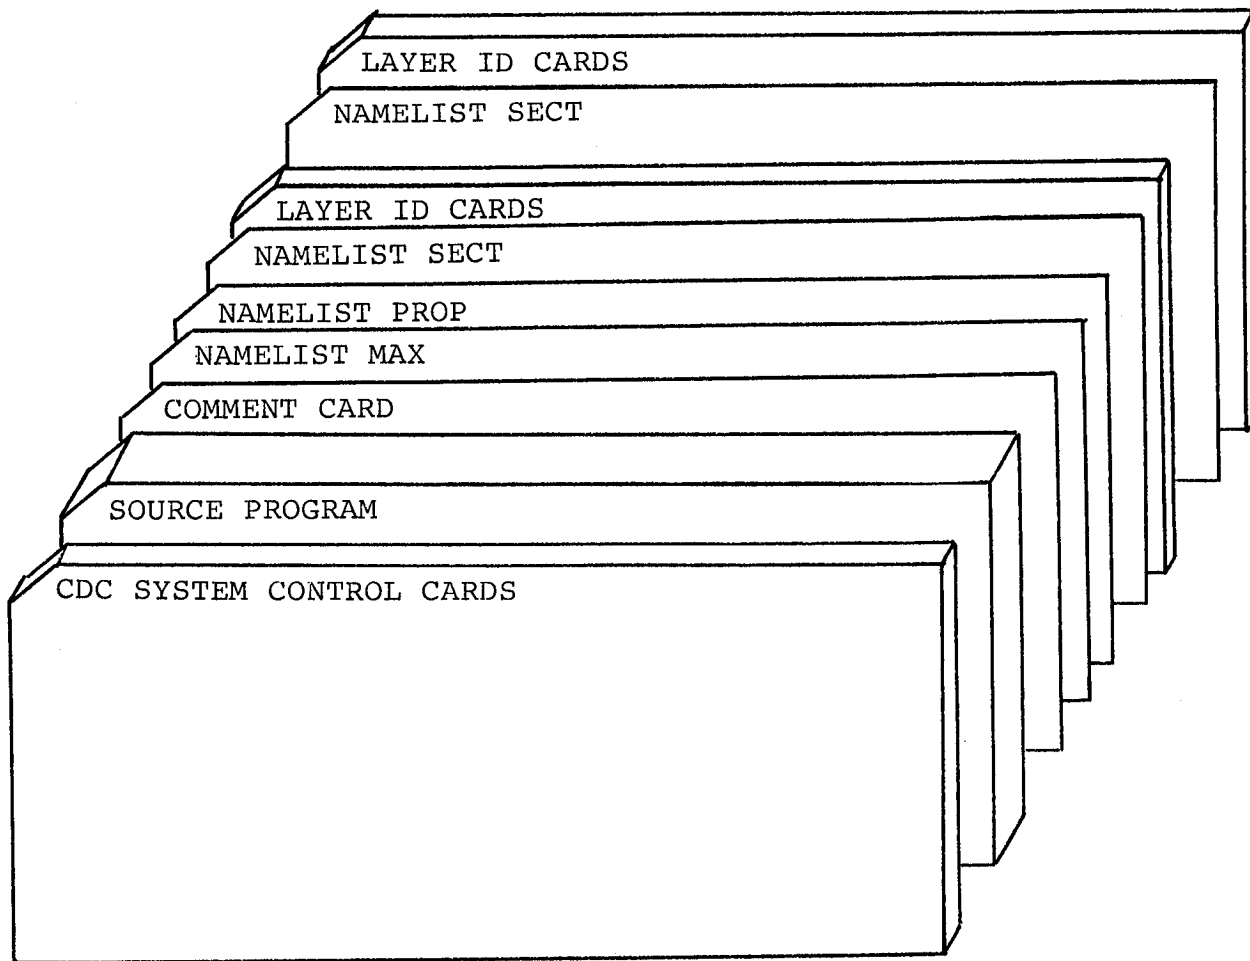 LAYER ID CARDS
NAMELIST SECT
LAYER ID CARDS
NAMELIST SECT
NAMELIST PROP
NAMELIST MAX
COMMENT CARD
SOURCE PROGRAM
CDC SYSTEM CONTROL CARDS